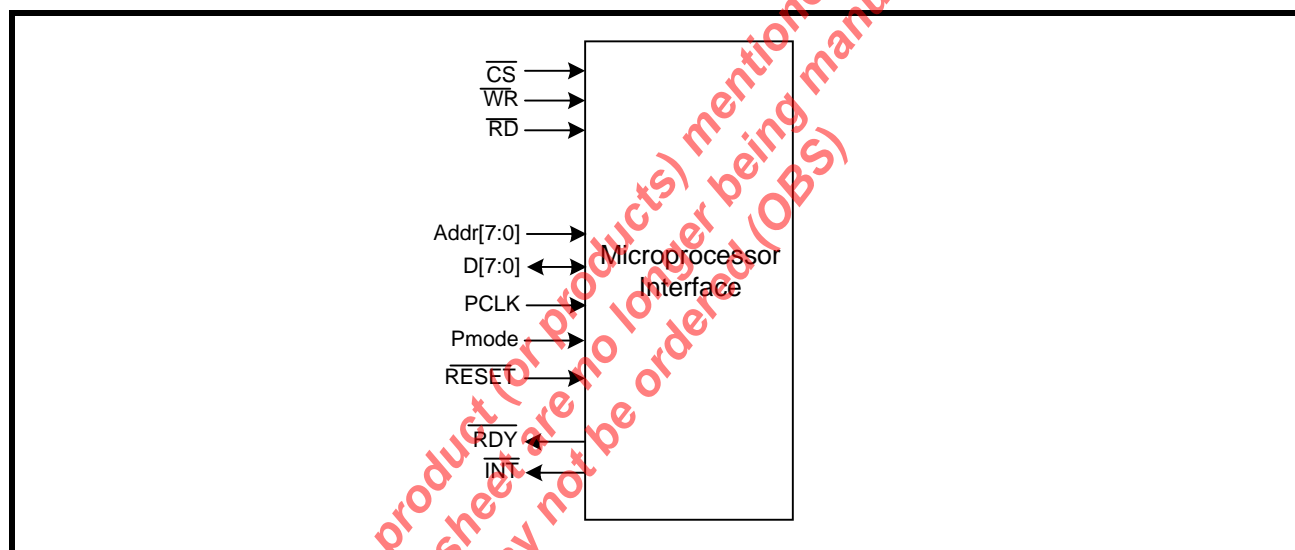 CS
WR
RD
Addr[7:0]
D[7:0]
PCLK
Pmode
RESET
RDY
INT
Microprocessor
Interface
product (or products) mentione
sheet are no longer being manu
y not be ordered (OBS)